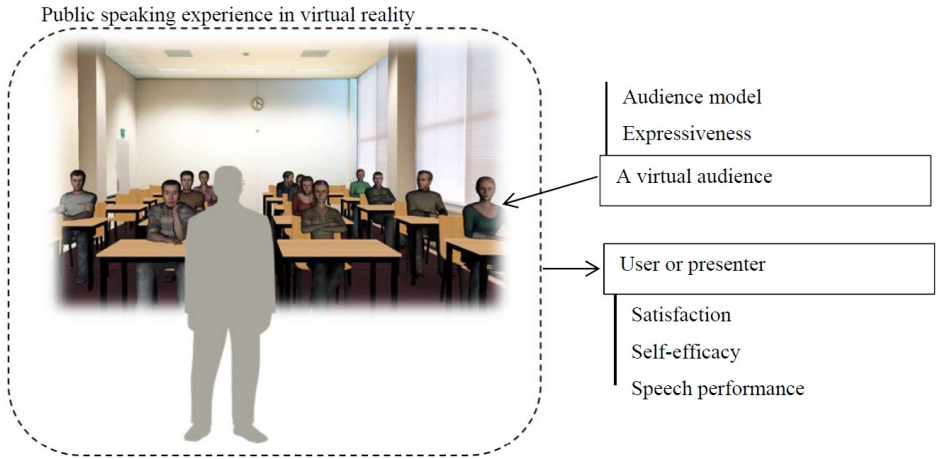 Public speaking experience in virtual reality
Audience model
Expressiveness
A virtual audience
User or presenter
Satisfaction
Self-efficacy
Speech performance